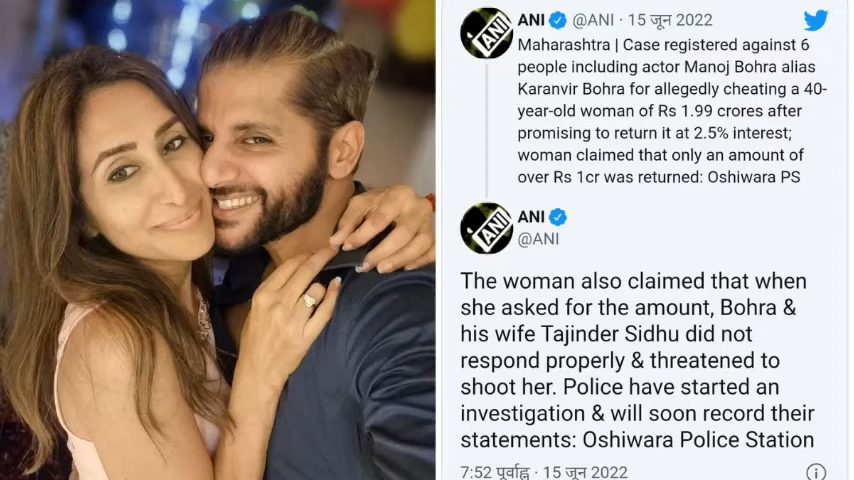 ANI @ANI · 15 जून 2022
Maharashtra | Case registered against 6
people including actor Manoj Bohra alias
Karanvir Bohra for allegedly cheating a 40-
year-old woman of Rs 1.99 crores after
promising to return it at 2.5% interest;
woman claimed that only an amount of
over Rs 1cr was returned: Oshiwara PS
ANI
ANI
@ANI
ANI
The woman also claimed that when
she asked for the amount, Bohra &
his wife Tajinder Sidhu did not
respond properly & threatened to
shoot her. Police have started an
investigation & will soon record their
statements: Oshiwara Police Station
7:52 पूर्वाह्न · 15 जून 2022